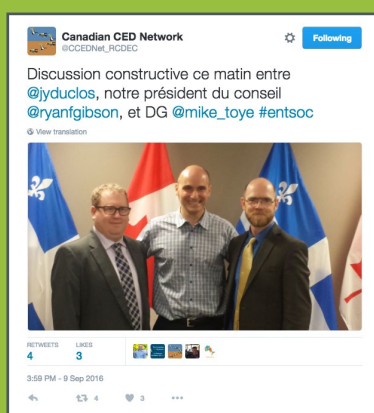 Canadian CED Network
@CCEDNet_RCDEC
Following
Discussion constructive ce matin entre
@jyduclos, notre président du conseil
@ryanfgibson, et DG @mike_toye #entsoc
View translation
RETWEETS
4
LIKES
3
3:59 PM - 9 Sep 2016
4
3